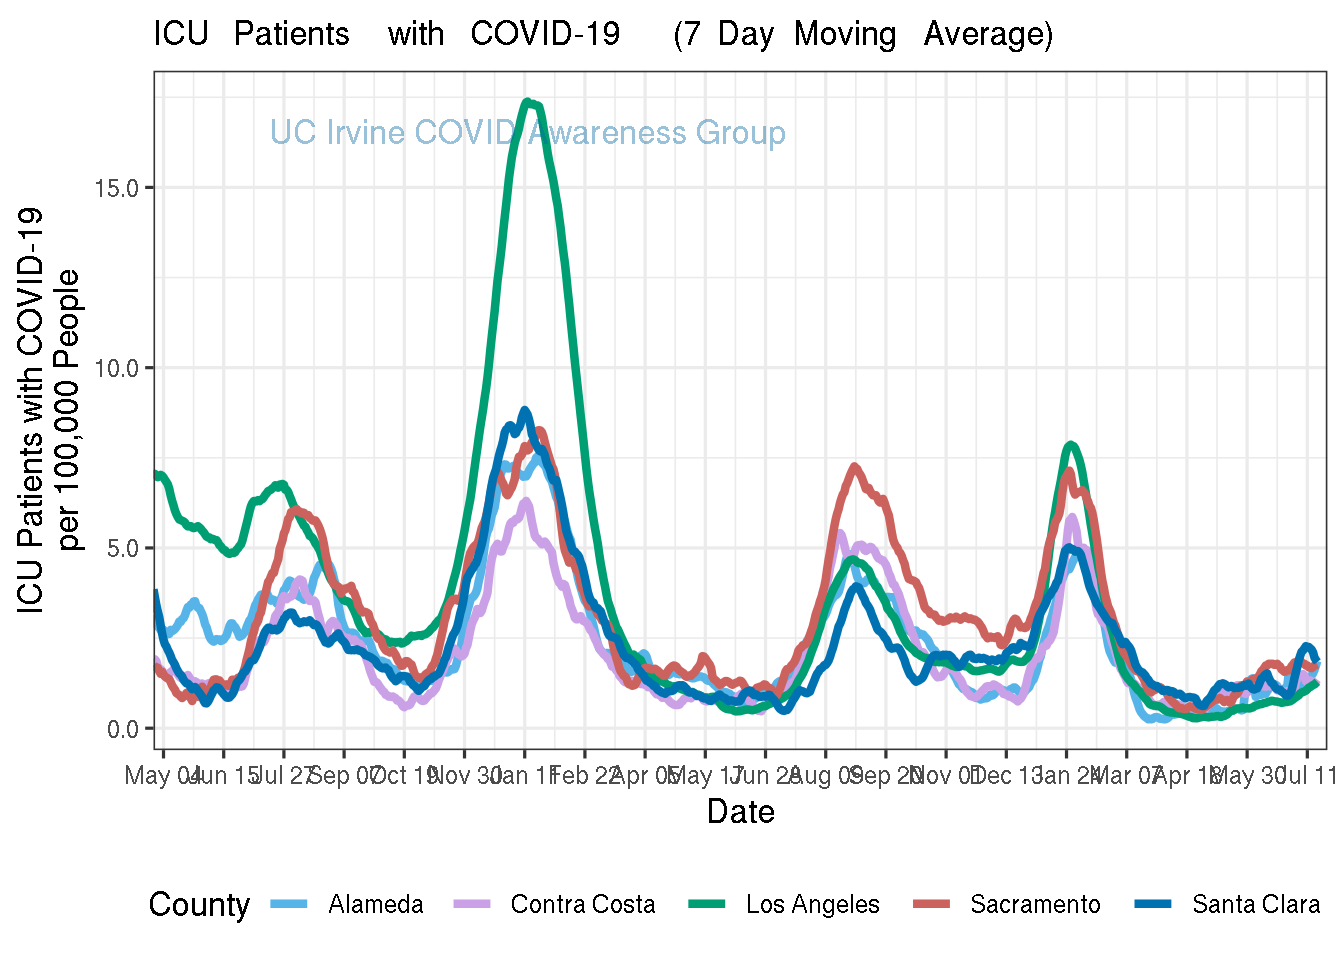 ICU Patients with COVID-19 (7 Day Moving Average)
UC Irvine COVID Awareness Group
ICU Patients with COVID-19
per 100,000 People
15.0
10.0
5.0
0.0
May 04 Jun 15 Jul 27 Sep 07 Oct 19 Nov 30 Jan 11 Feb 22 Apr 05 May 17 Jun 28 Aug 09 Sep 20 Nov 01 Dec 13 Jan 24 Mar 07 Apr 18 May 30 Jul 11
Date
County Alameda Contra Costa Los Angeles Sacramento Santa Clara